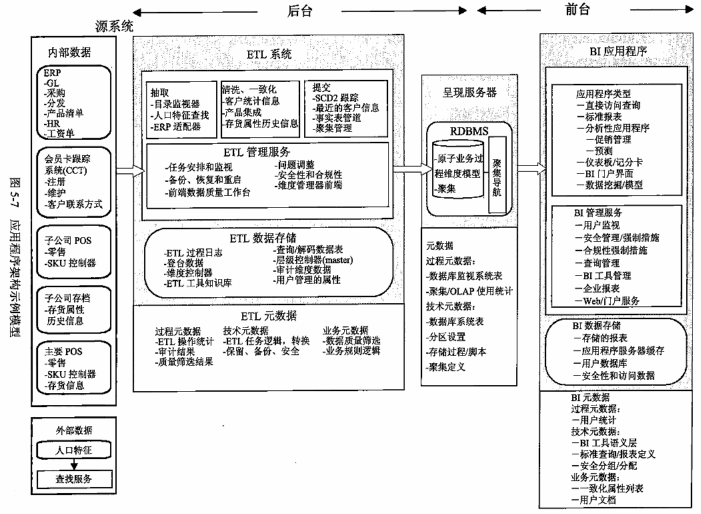 后台
前台
源系统
内部数据
ERP
-GL
-采购
-分发
-产品清单
-HR
-工资单
会员卡跟踪
系统(CCT)
-注册
-维护
-客户联系方式
子公司 POS
-零售
-SKU 控制器
子公司存档
-存货属性
历史信息
主要 POS
-零售
-SKU 控制器
-存货信息
外部数据
人口特征
查找服务
ETL 系统
抽取
-目录监视器
-人口特征查找
-ERP 适配器
清洗、一致化
-客户统计信息
-产品集成
-存货属性历史信息
提交
-SCD2 跟踪
-最近的客户信息
-事实表管道
-聚集管理
ETL 管理服务
-任务安排和监视
-备份、恢复和重启
-前端数据质量工作台
-问题调整
-安全性和合规性
-维度管理器前端
ETL 数据存储
-ETL 过程日志
-登台数据
-维度控制器
-ETL 工具知识库
-查询/解码数据表
-层级控制器(master)
-审计维度数据
-用户管理的属性
ETL 元数据
过程元数据
-ETL 操作统计
-审计结果
-质量筛选结果
技术元数据
-ETL 任务逻辑，转换
-保留、备份、安全
业务元数据
-数据质量筛选
-业务规则逻辑
呈现服务器
RDBMS
-原子业务过
程维度模型
-聚集
聚集导航
元数据
过程元数据：
-数据库监视系统表
-聚集/OLAP 使用统计
技术元数据：
-数据库系统表
-分区设置
-存储过程/脚本
-聚集定义
BI 应用程序
应用程序类型
－直接访问查询
－标准报表
－分析性应用程序
－促销管理
－预测
－仪表板/记分卡
－BI 门户界面
－数据挖掘/模型
BI 管理服务
－用户监视
－安全管理/强制措施
－合规性强制措施
－查询管理
－BI 工具管理
－企业报表
－Web/门户服务
BI 数据存储
－存储的报表
－应用程序服务器缓存
－用户数据库
－安全性和访问数据
BI 元数据
过程元数据：
－用户统计
技术元数据：
－BI 工具语义层
－标准查询/报表定义
－安全分组/分配
业务元数据：
－一致化属性列表
－用户文档
图 5-7 应用程序架构示例模型